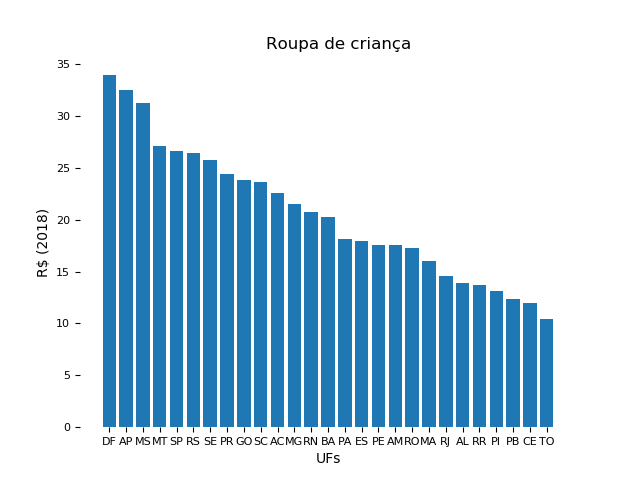 Roupa de criança
35
30
25
20
15
10
5
0
R$ (2018)
DF AP MS MT SP RS SE PR GO SC AC MG RN BA PA ES PE AM RO MA RJ AL RR PI PB CE TO
UFs